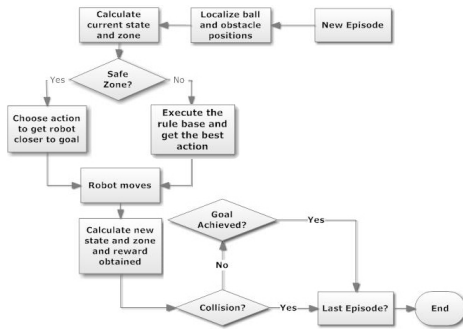 Calculate
current state
and zone
Localize ball
and obstacle
positions
New Episode
Safe
Zone?
Yes
No
Choose action
to get robot
closer to goal
Execute the
rule base and
get the best
action
Robot moves
Calculate new
state and zone
and reward
obtained
Goal
Achieved?
Yes
No
Collision?
Yes
Last Episode?
End